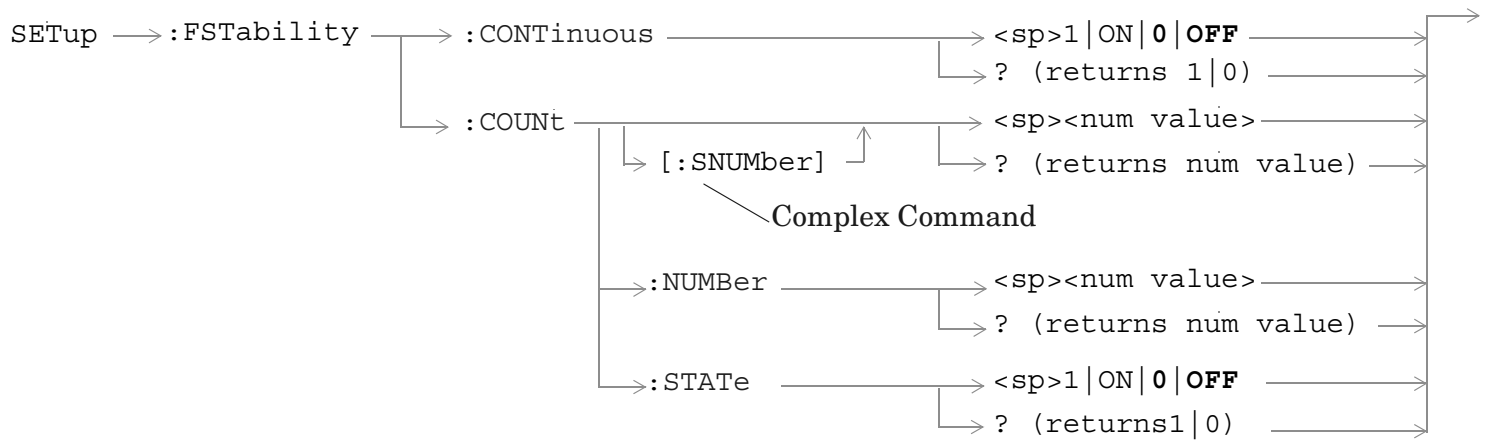 SETup :FSTability :CONTinuous <sp>1|ON|0|OFF
? (returns 1|0)
:COUNt <sp><num value>
[:SNUMber] ? (returns num value)
Complex Command
:NUMBer <sp><num value>
? (returns num value)
:STATe <sp>1|ON|0|OFF
? (returns1|0)